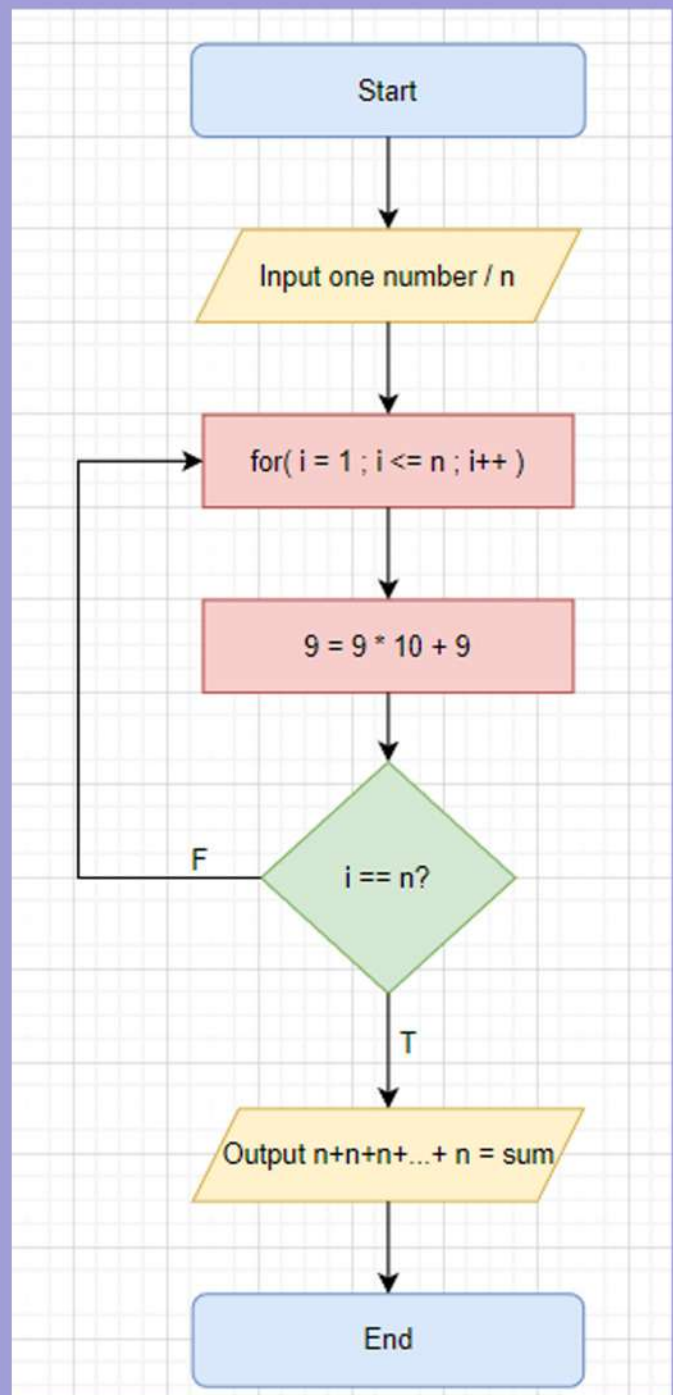 Start
Input one number / n
for( i = 1 ; i <= n ; i++ )
9 = 9 * 10 + 9
i == n?
F
T
Output n+n+n+...+ n = sum
End